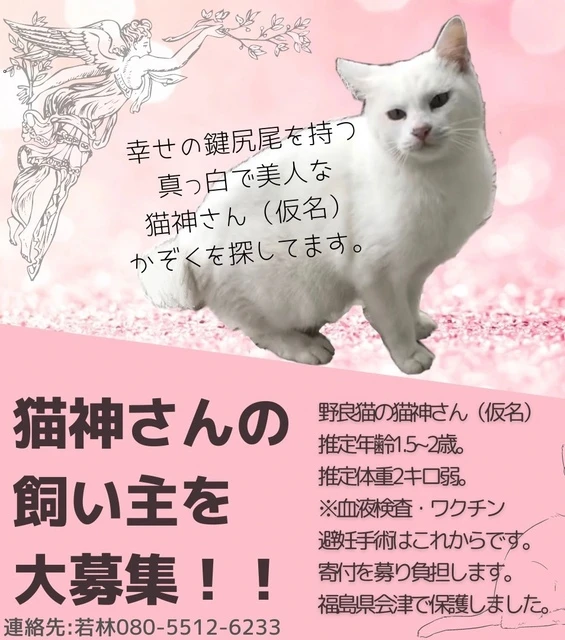 幸せの鍵尻尾を持つ
真っ白で美人な
猫神さん（仮名）
かぞくを探してます。
猫神さんの
飼い主を
大募集！！
連絡先:若林080-5512-6233
野良猫の猫神さん（仮名）
推定年齢1.5~2歳。
推定体重2キロ弱。
※血液検査・ワクチン
避妊手術はこれからです。
寄付を募り負担します。
福島県会津で保護しました。